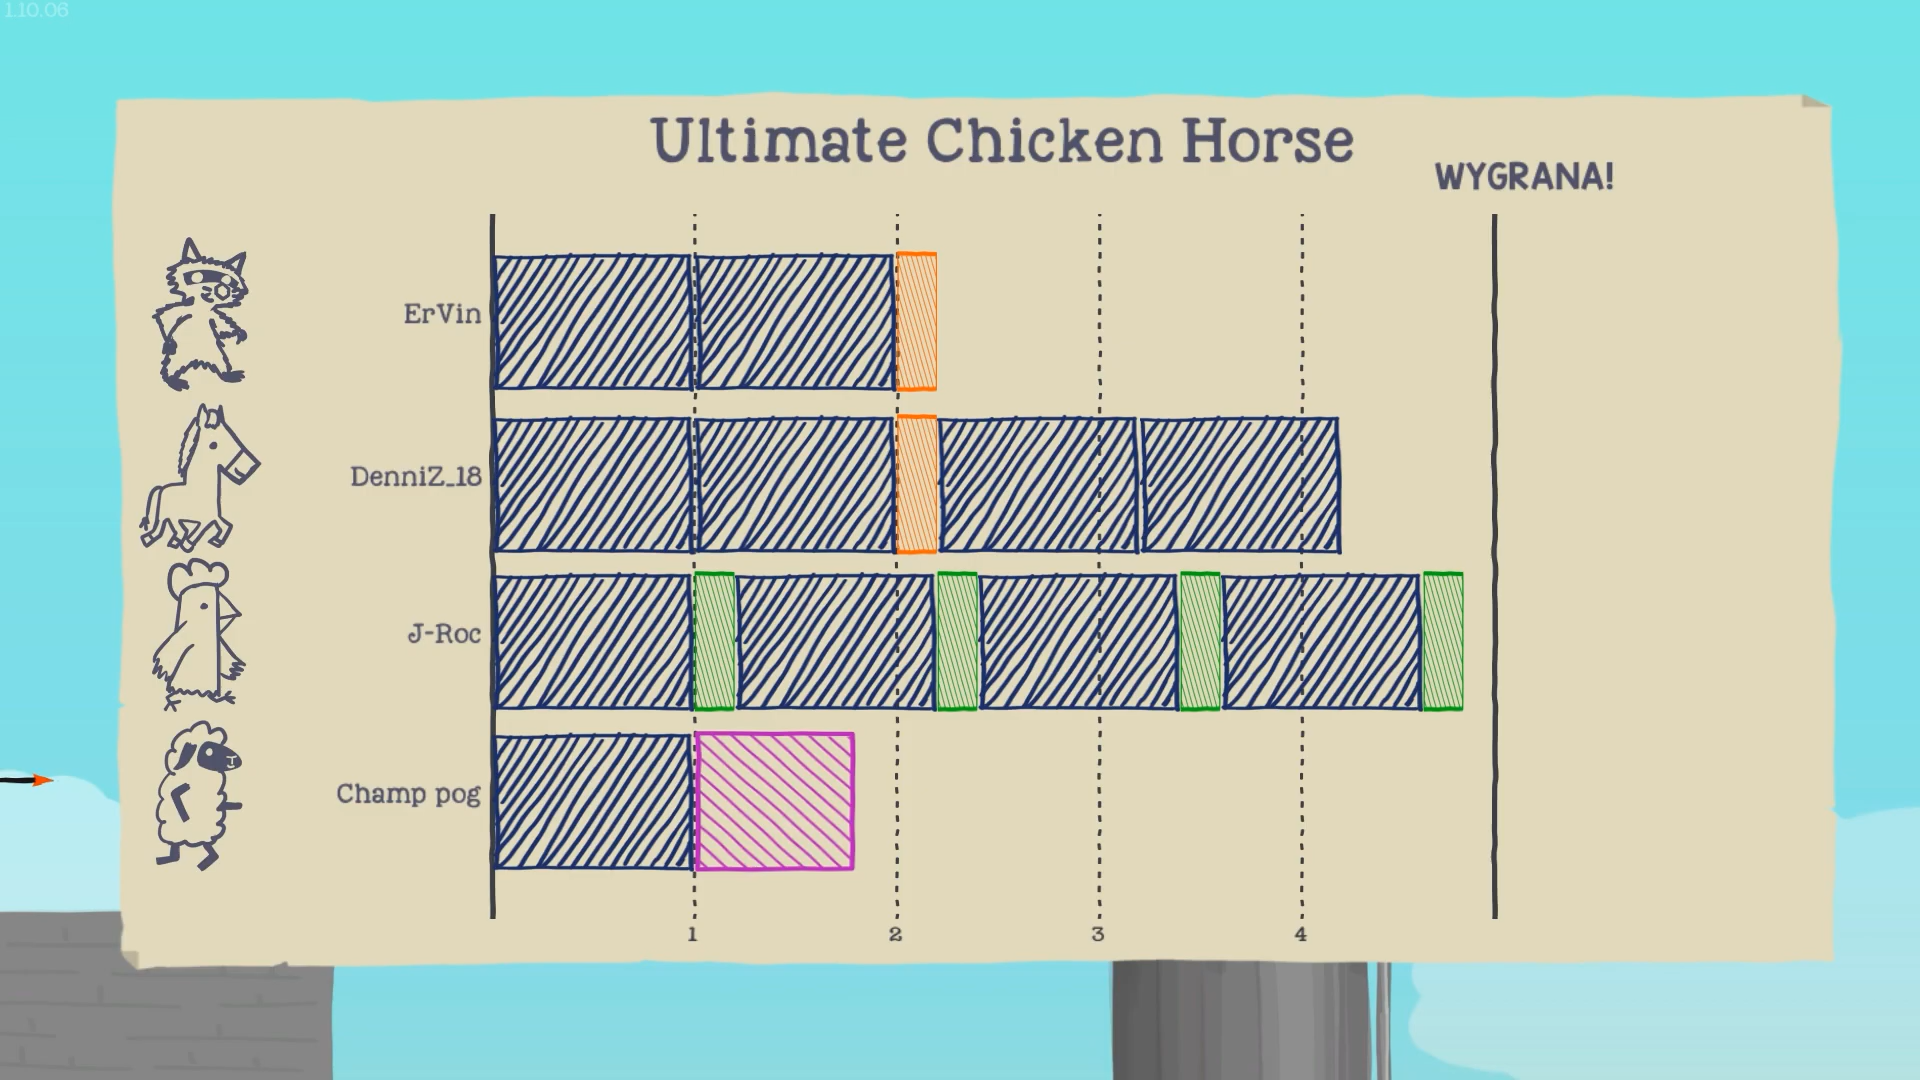 1.10.06
Ultimate Chicken Horse
WYGRANA!
ErVin
DenniZ_18
J-Roc
Champ pog
1 2 3 4